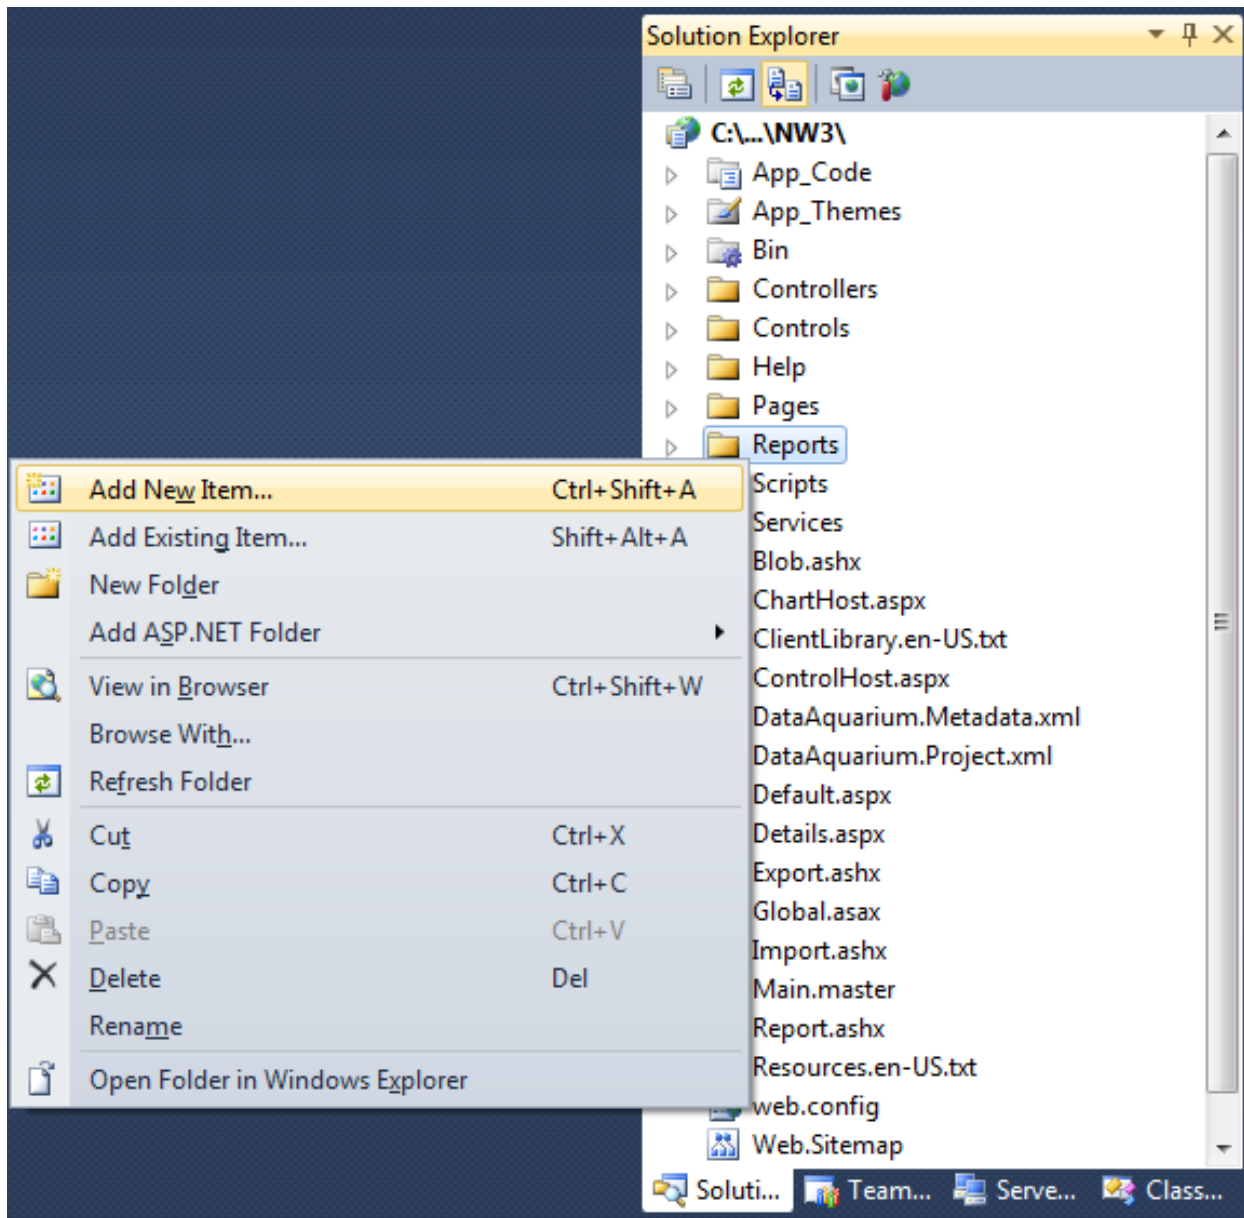 Solution Explorer
C:\...\NW3\
App_Code
App_Themes
Bin
Controllers
Controls
Help
Pages
Reports
Scripts
Services
Blob.ashx
ChartHost.aspx
ClientLibrary.en-US.txt
ControlHost.aspx
DataAquarium.Metadata.xml
DataAquarium.Project.xml
Default.aspx
Details.aspx
Export.ashx
Global.asax
Import.ashx
Main.master
Report.ashx
Resources.en-US.txt
web.config
Web.Sitemap
Add New Item... Ctrl+Shift+A
Add Existing Item... Shift+Alt+A
New Folder
Add ASP.NET Folder
View in Browser Ctrl+Shift+W
Browse With...
Refresh Folder
Cut Ctrl+X
Copy Ctrl+C
Paste Ctrl+V
Delete Del
Rename
Open Folder in Windows Explorer
Soluti... Team... Serve... Class...